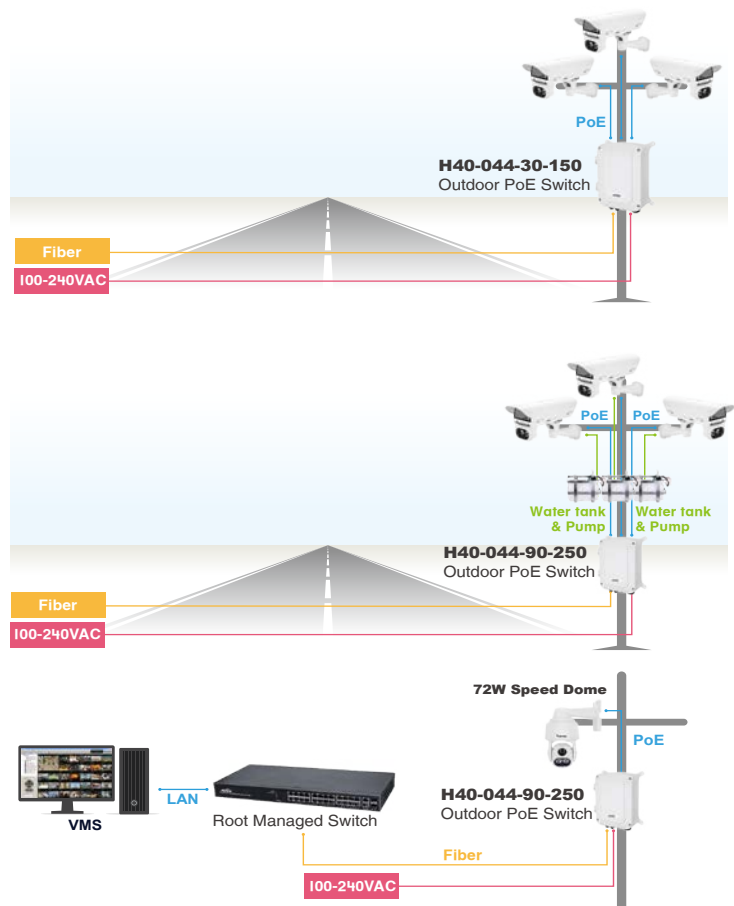 PoE
H40-044-30-150
Outdoor PoE Switch
Fiber
100-240VAC
PoE PoE
Water tank Water tank
& Pump & Pump
H40-044-90-250
Outdoor PoE Switch
Fiber
100-240VAC
72W Speed Dome
PoE
LAN
VMS
Root Managed Switch
H40-044-90-250
Outdoor PoE Switch
Fiber
100-240VAC